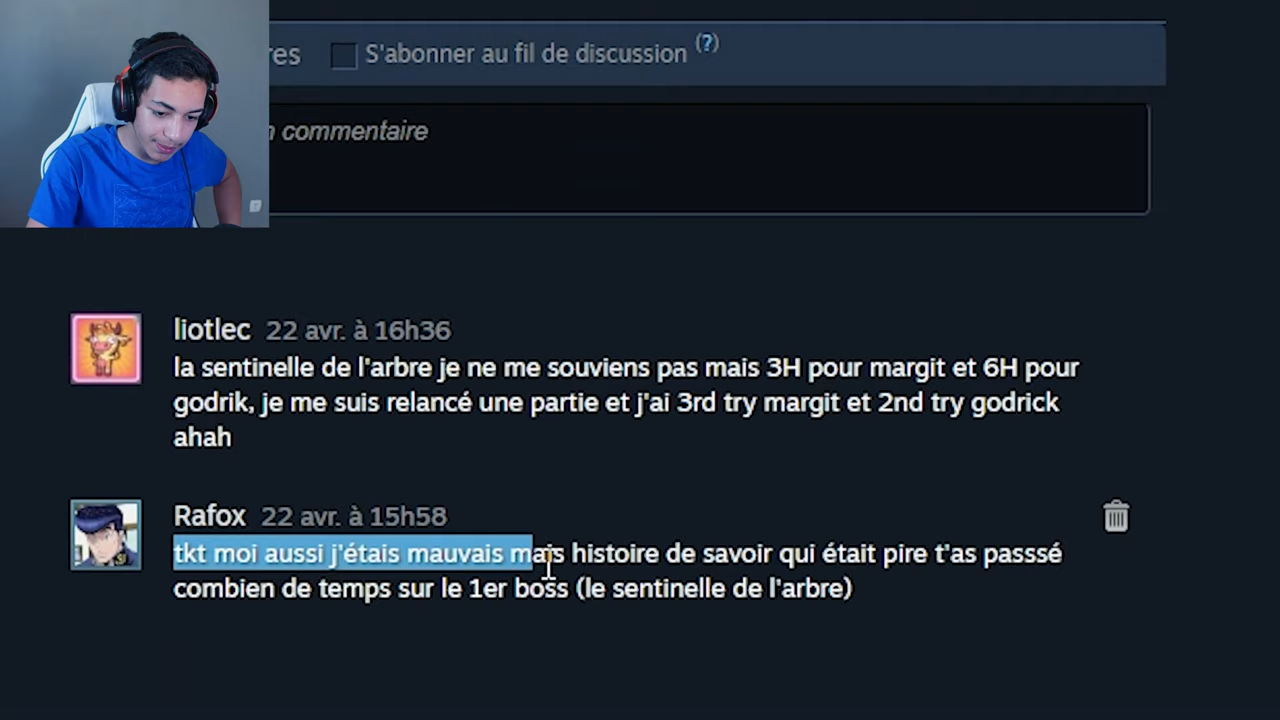 res S'abonner au fil de discussion (?)
commentaire
liotlec 22 avr. à 16h36
la sentinelle de l'arbre je ne me souviens pas mais 3H pour margit et 6H pour
godrik, je me suis relancé une partie et j'ai 3rd try margit et 2nd try godrick
ahah
Rafox 22 avr. à 15h58
tkt moi aussi j'étais mauvais mais histoire de savoir qui était pire t'as passsé
combien de temps sur le 1er boss (le sentinelle de l'arbre)